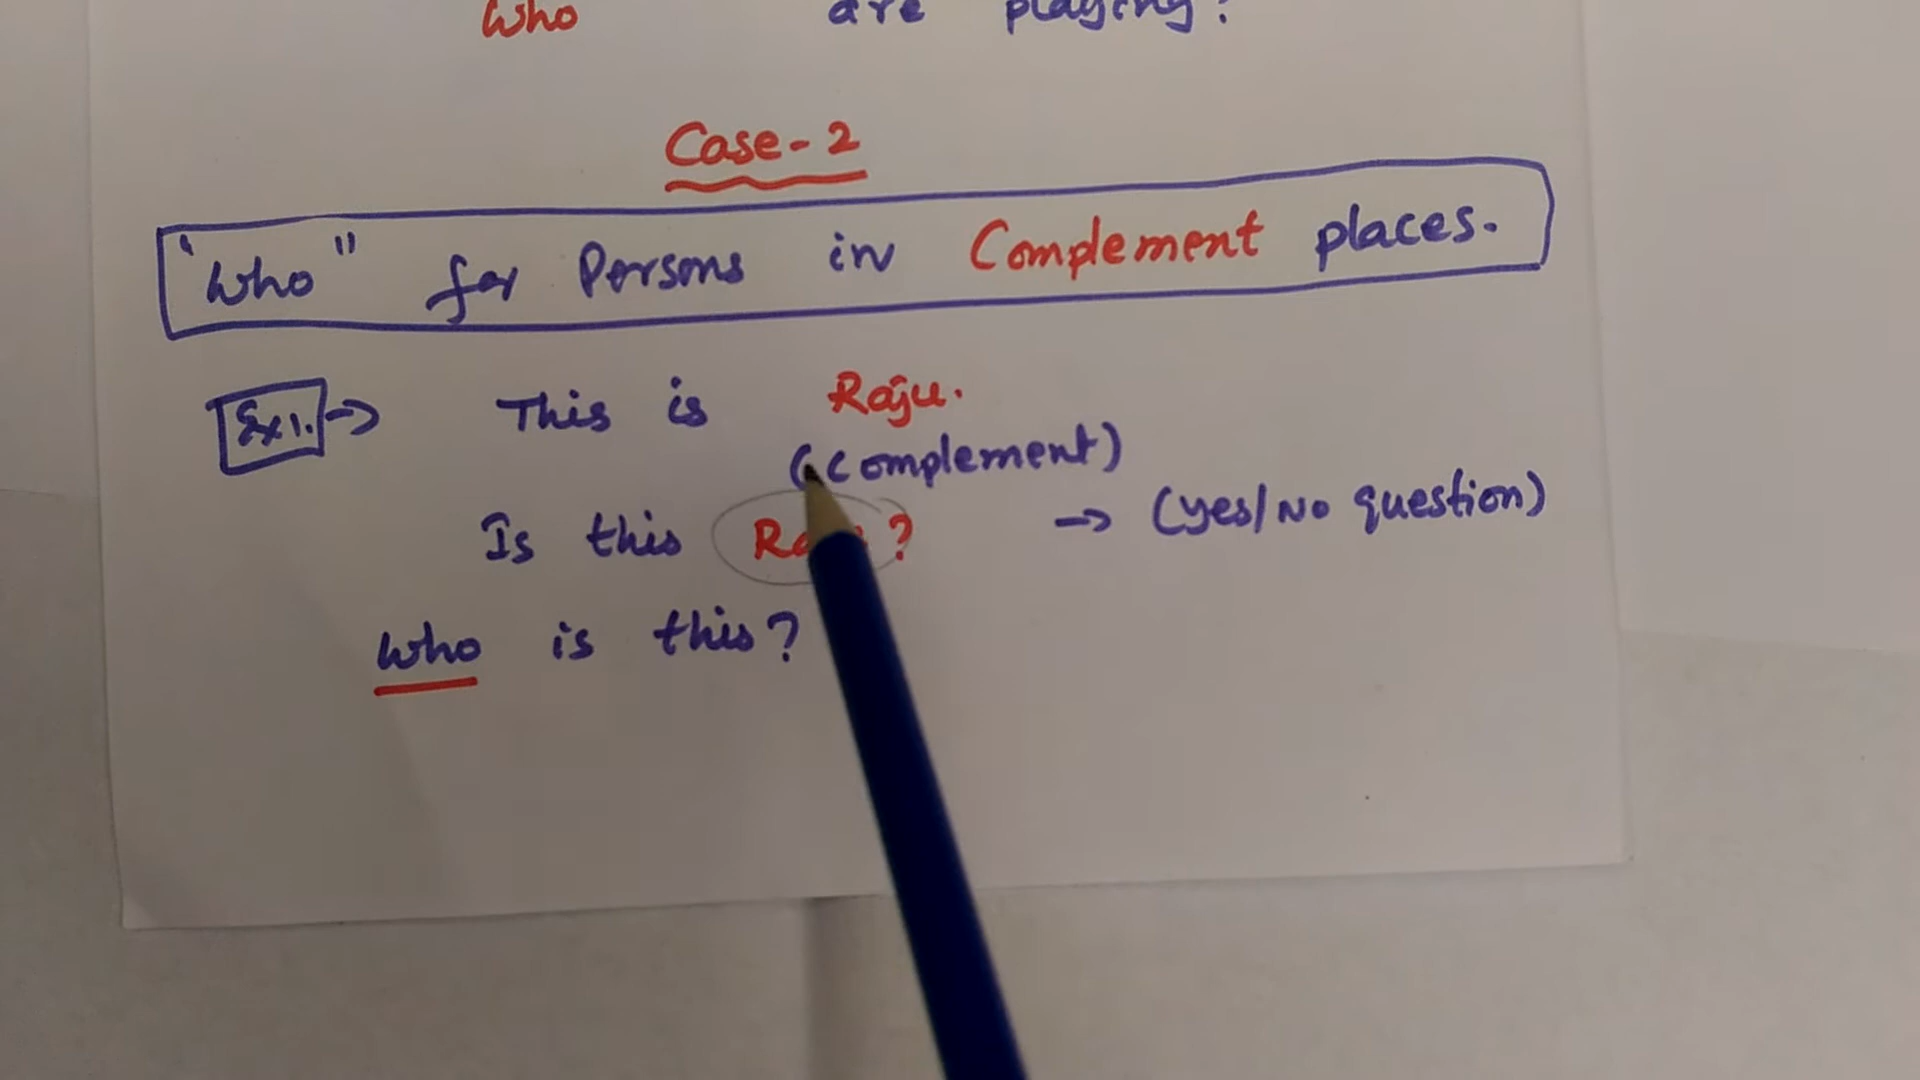 Who are playing?
Case-2
"Who" for Persons in Complement places.
Ex1. → This is Raju.
(Complement)
Is this ? → (yes/No question)
Who is this?